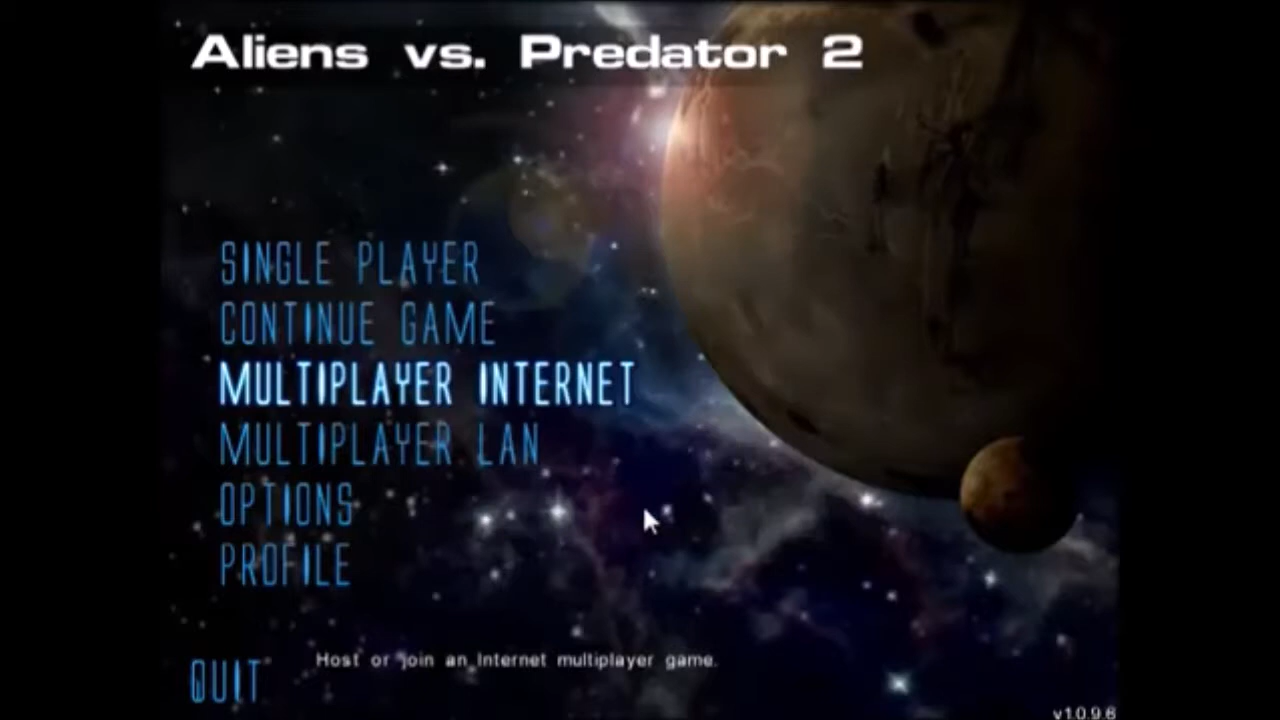 Aliens vs. Predator 2
SINGLE PLAYER
CONTINUE GAME
MULTIPLAYER INTERNET
MULTIPLAYER LAN
OPTIONS
PROFILE
QUIT
Host or join an Internet multiplayer game.
v1.0.9.6